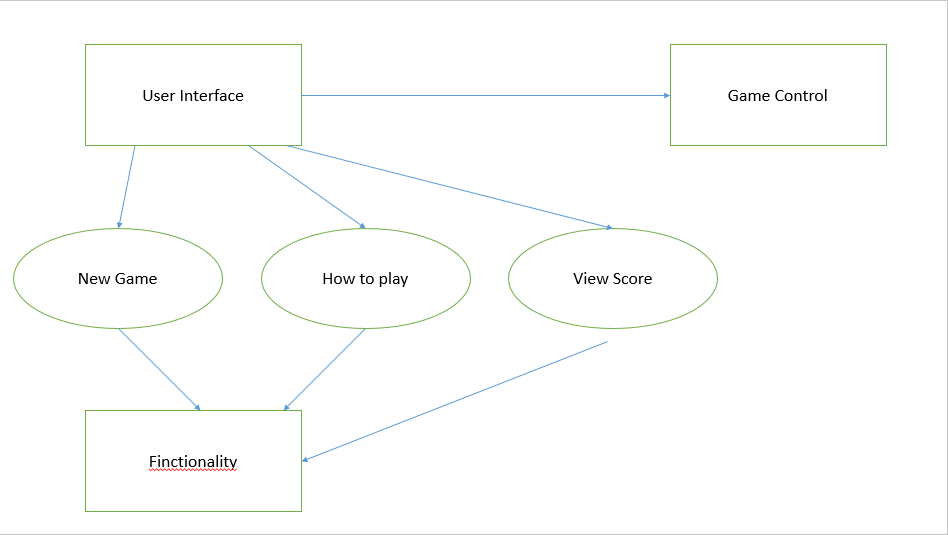 User Interface
Game Control
New Game
How to play
View Score
Finctionality